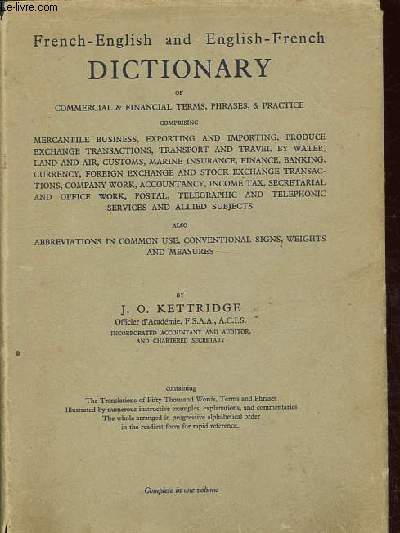 © Le-livre.com
French-English and English-French
DICTIONARY
OF
COMMERCIAL & FINANCIAL TERMS, PHRASES, & PRACTICE
COMPRISING
MERCANTILE BUSINESS, EXPORTING AND IMPORTING, PRODUCE
EXCHANGE TRANSACTIONS, TRANSPORT AND TRAVEL BY WATER,
LAND AND AIR, CUSTOMS, MARINE INSURANCE, FINANCE, BANKING,
CURRENCY, FOREIGN EXCHANGE AND STOCK EXCHANGE TRANSAC-
TIONS, COMPANY WORK, ACCOUNTANCY, INCOME TAX, SECRETARIAL
AND OFFICE WORK, POSTAL, TELEGRAPHIC AND TELEPHONIC
SERVICES AND ALLIED SUBJECTS
ALSO
ABBREVIATIONS IN COMMON USE, CONVENTIONAL SIGNS, WEIGHTS
AND MEASURES
BY
J. O. KETTRIDGE
Officier d'Académie, F.S.A.A., A.C.I.S.
INCORPORATED ACCOUNTANT AND AUDITOR,
AND CHARTERED SECRETARY
containing
The Translations of Fifty Thousand Words, Terms and Phrases
Illustrated by numerous instructive examples, explanations, and commentaries
The whole arranged in progressive alphabetical order
in the readiest form for rapid reference.
Complete in one volume